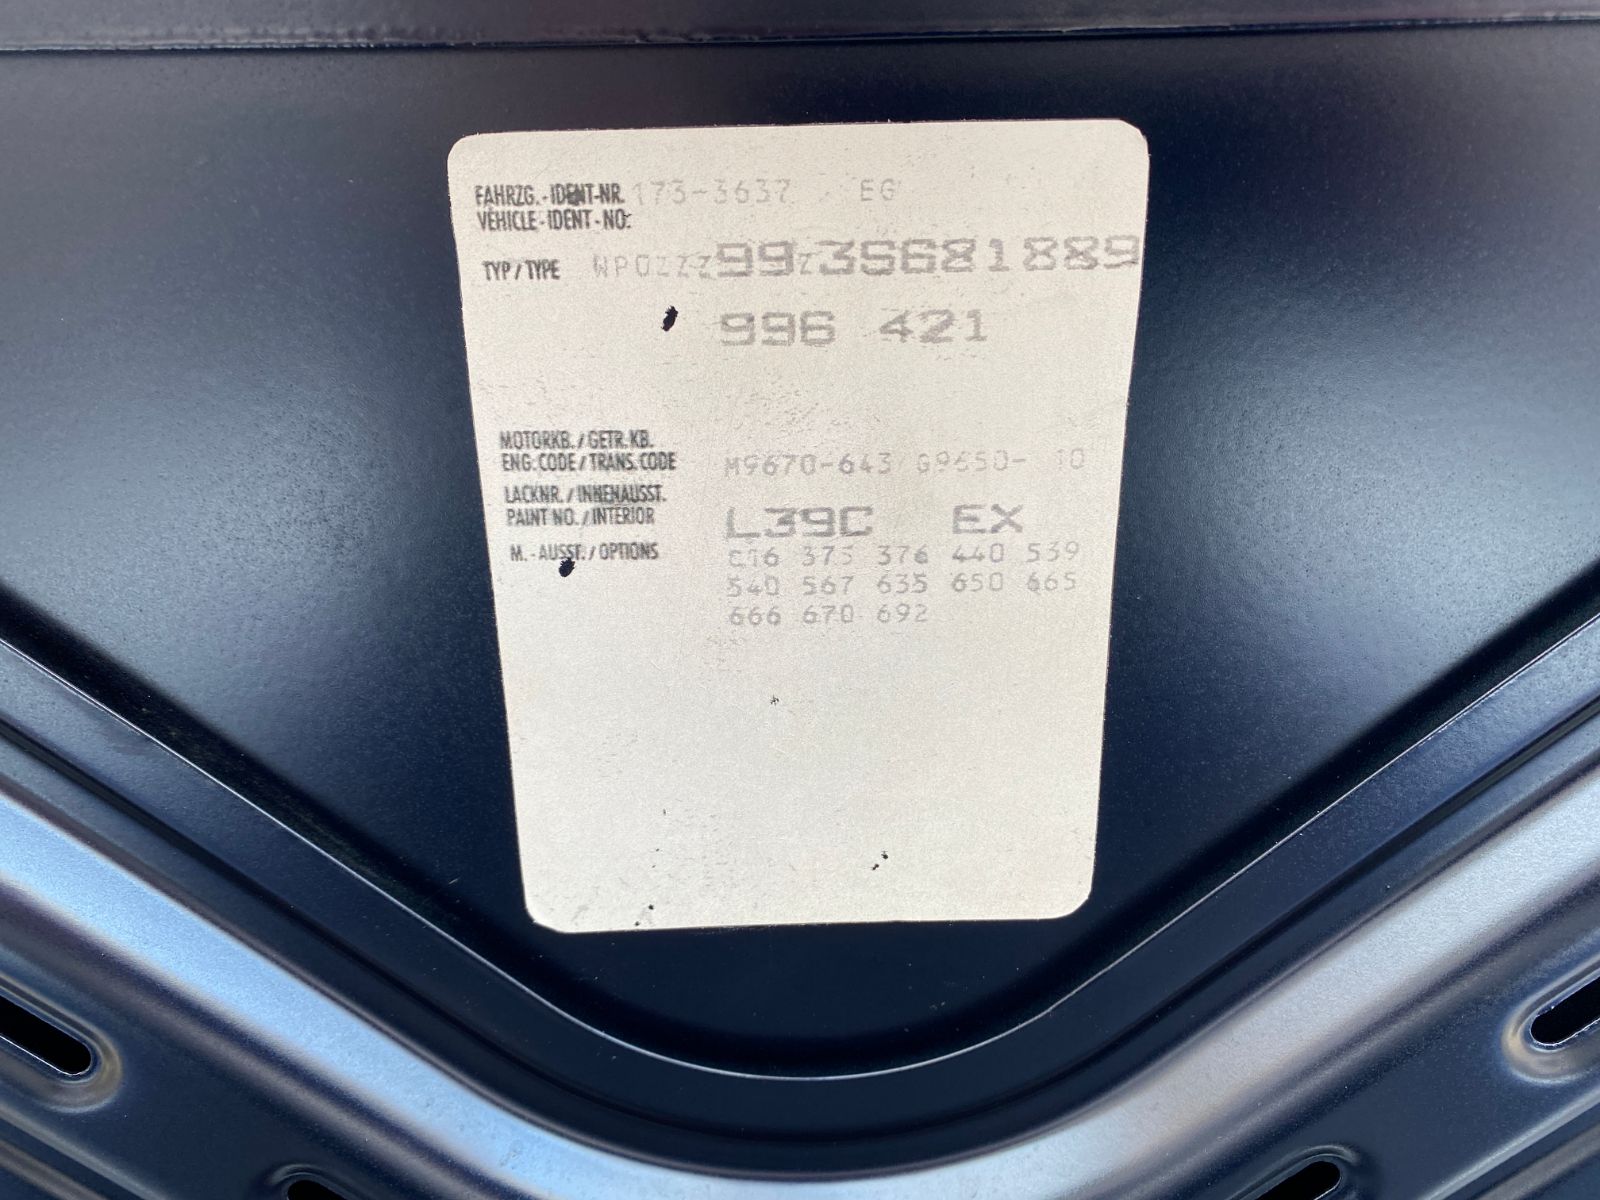 FAHRZG.-IDENT-NR. 173-3637 EG
VEHICLE-IDENT-NO.
TYP/TYPE WP0ZZZ99Z3S681889
996 421
MOTORKB./GETR.KB.
ENG.CODE/TRANS.CODE M9670-643 G9650- 10
LACKNR./INNENAUSST.
PAINT NO./INTERIOR L39C EX
M.-AUSST./OPTIONS 376 440 539
540 567 635 650 665
666 670 692